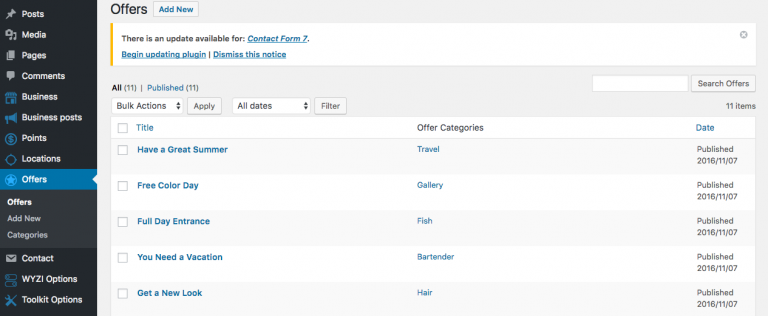 Posts
Media
Pages
Comments
Business
Business posts
Points
Locations
Offers
Offers
Add New
Categories
Contact
WYZI Options
Toolkit Options
Offers Add New
There is an update available for: Contact Form 7.
Begin updating plugin | Dismiss this notice
All (11) | Published (11)
Search Offers
Bulk Actions Apply All dates Filter 11 items
Title Offer Categories Date
Have a Great Summer Travel Published
2016/11/07
Free Color Day Gallery Published
2016/11/07
Full Day Entrance Fish Published
2016/11/07
You Need a Vacation Bartender Published
2016/11/07
Get a New Look Hair Published
2016/11/07